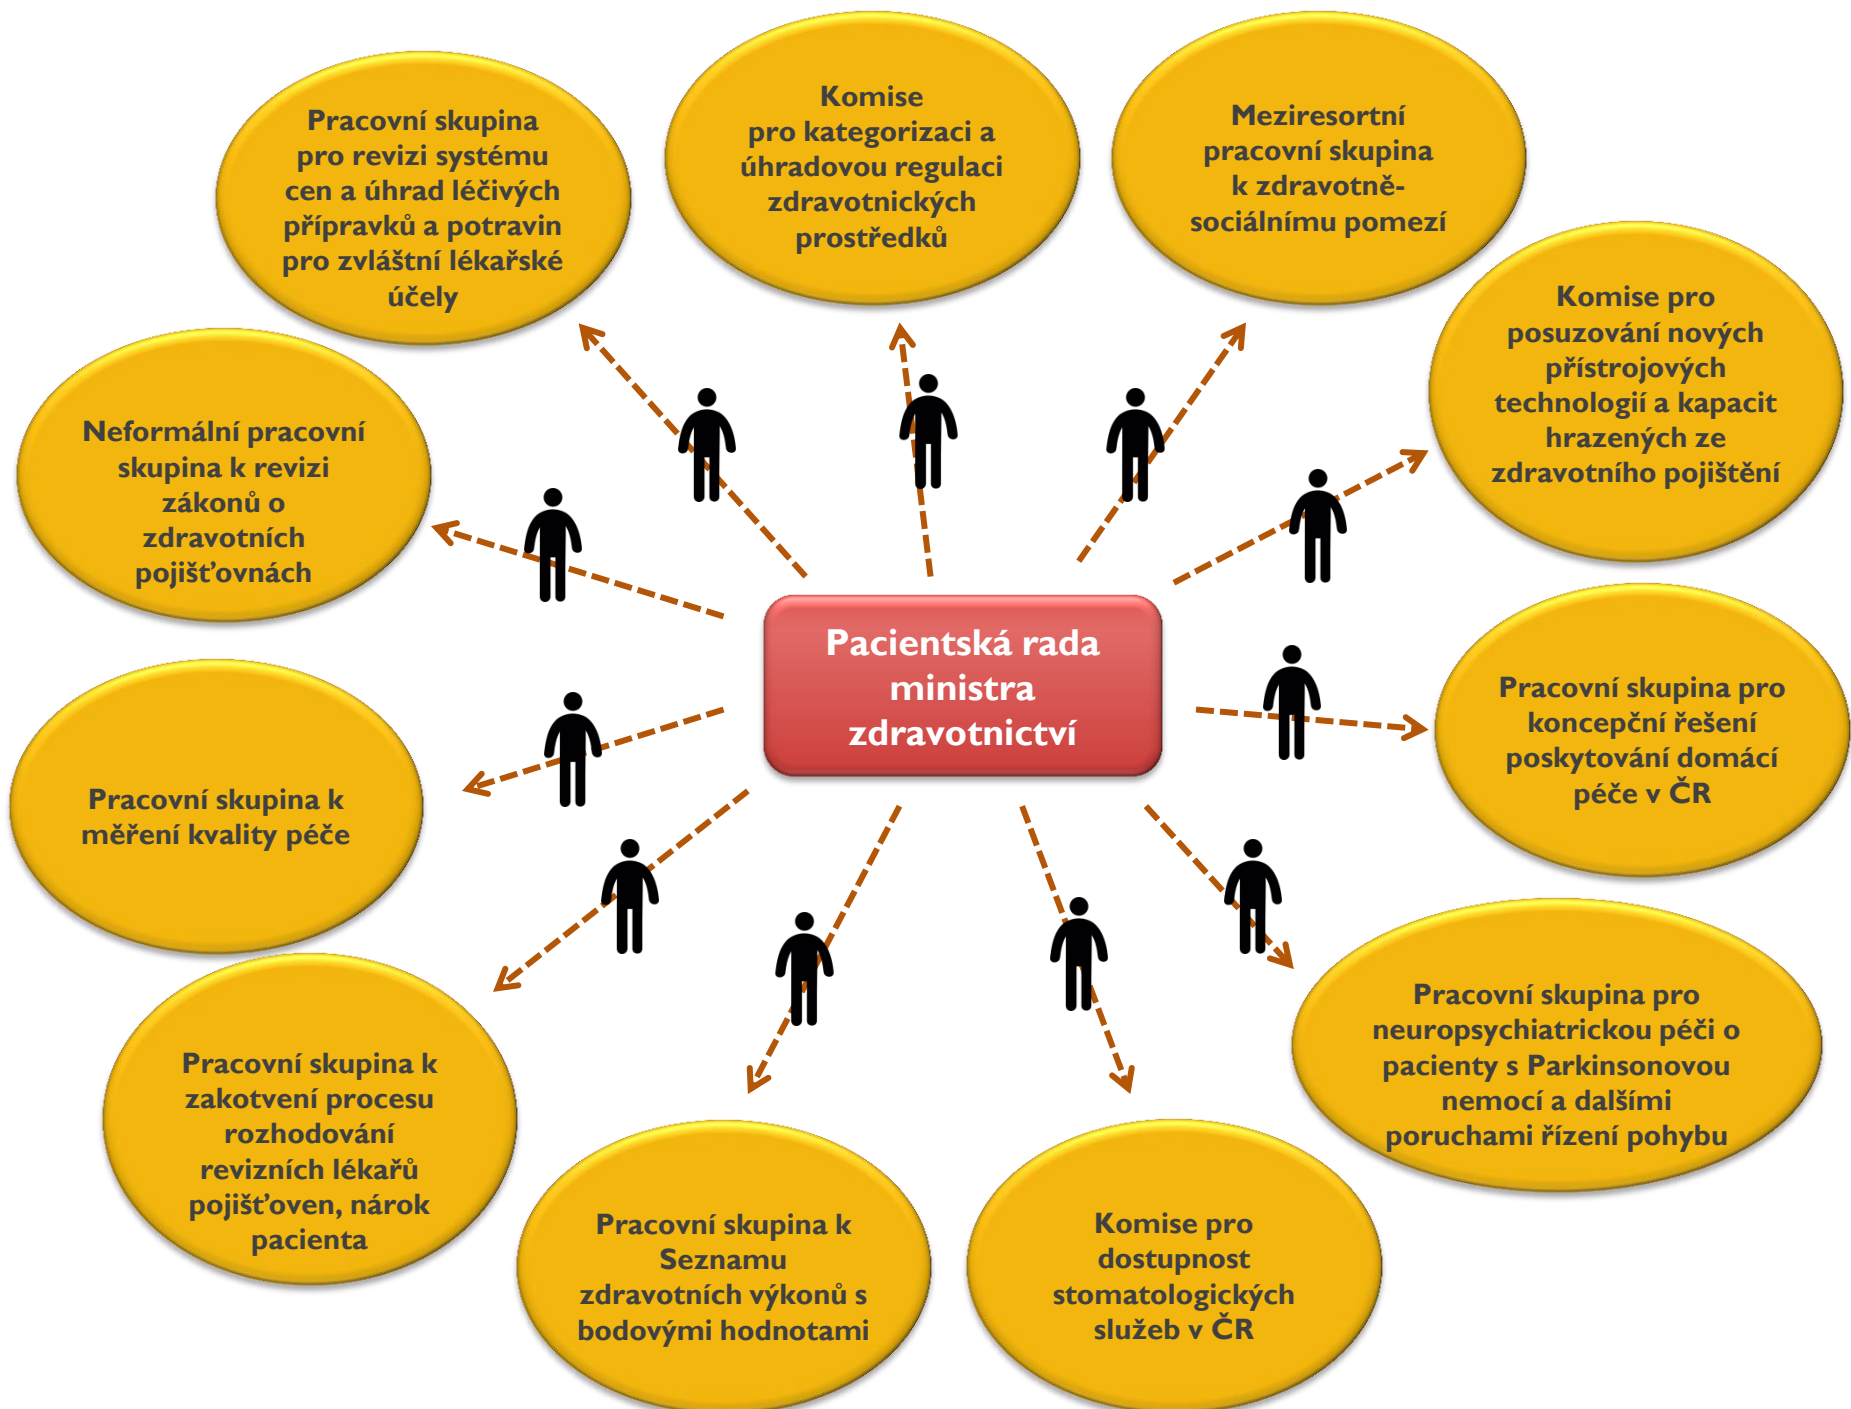 Pracovní skupina
pro revizi systému
cen a úhrad léčivých
přípravků a potravin
pro zvláštní lékařské
účely
Komise
pro kategorizaci a
úhradovou regulaci
zdravotnických
prostředků
Meziresortní
pracovní skupina
k zdravotně-
sociálnímu pomezí
Komise pro
posuzování nových
přístrojových
technologií a kapacit
hrazených ze
zdravotního pojištění
Neformální pracovní
skupina k revizi
zákonů o
zdravotních
pojišťovnách
Pacientská rada
ministra
zdravotnictví
Pracovní skupina pro
koncepční řešení
poskytování domácí
péče v ČR
Pracovní skupina k
měření kvality péče
Pracovní skupina pro
neuropsychiatrickou péči o
pacienty s Parkinsonovou
nemocí a dalšími
poruchami řízení pohybu
Pracovní skupina k
zakotvení procesu
rozhodování
revizních lékařů
pojišťoven, nárok
pacienta
Pracovní skupina k
Seznamu
zdravotních výkonů s
bodovými hodnotami
Komise pro
dostupnost
stomatologických
služeb v ČR